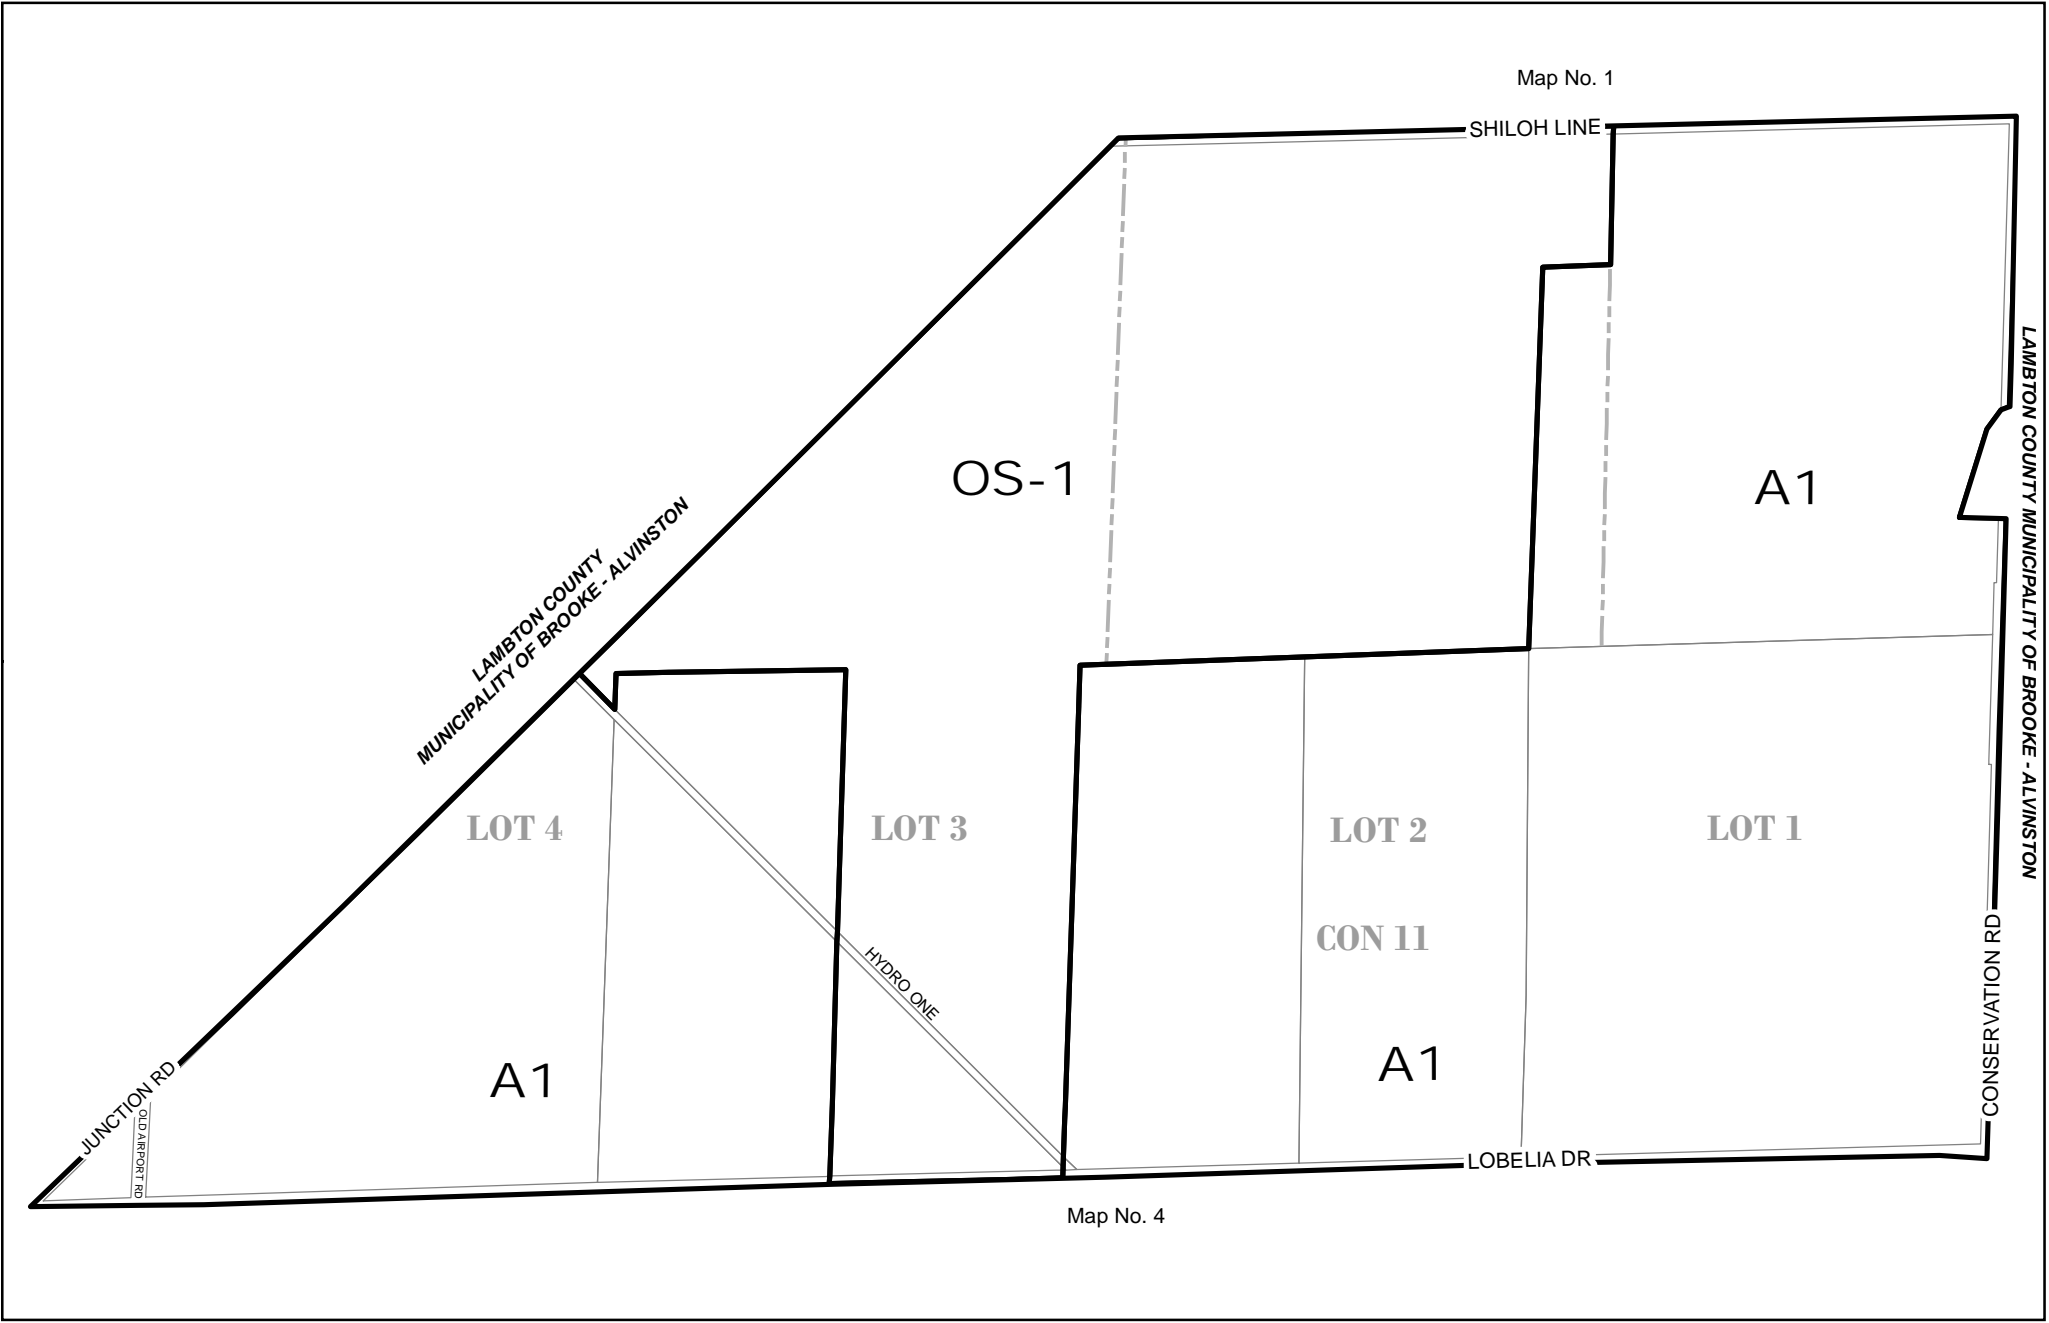 Map No. 1
SHILOH LINE
OS-1
A1
LAMBTON COUNTY
MUNICIPALITY OF BROOKE - ALVINSTON
LAMBTON COUNTY MUNICIPALITY OF BROOKE - ALVINSTON
LOT 4
LOT 3
LOT 2
LOT 1
CON 11
HYDRO ONE
CONSERVATION RD
A1
A1
JUNCTION RD
OLD AIRPORT RD
LOBELIA DR
Map No. 4